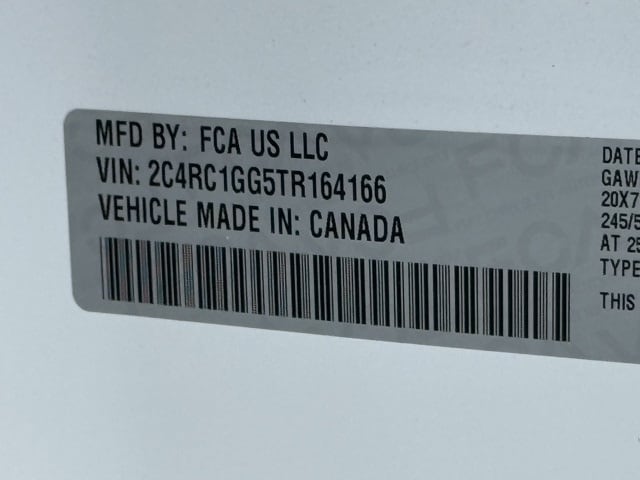 MFD BY: FCA US LLC
VIN: 2C4RC1GG5TR164166
VEHICLE MADE IN: CANADA
DATE
GAW
20X7
245/5
AT 25
TYPE
THIS